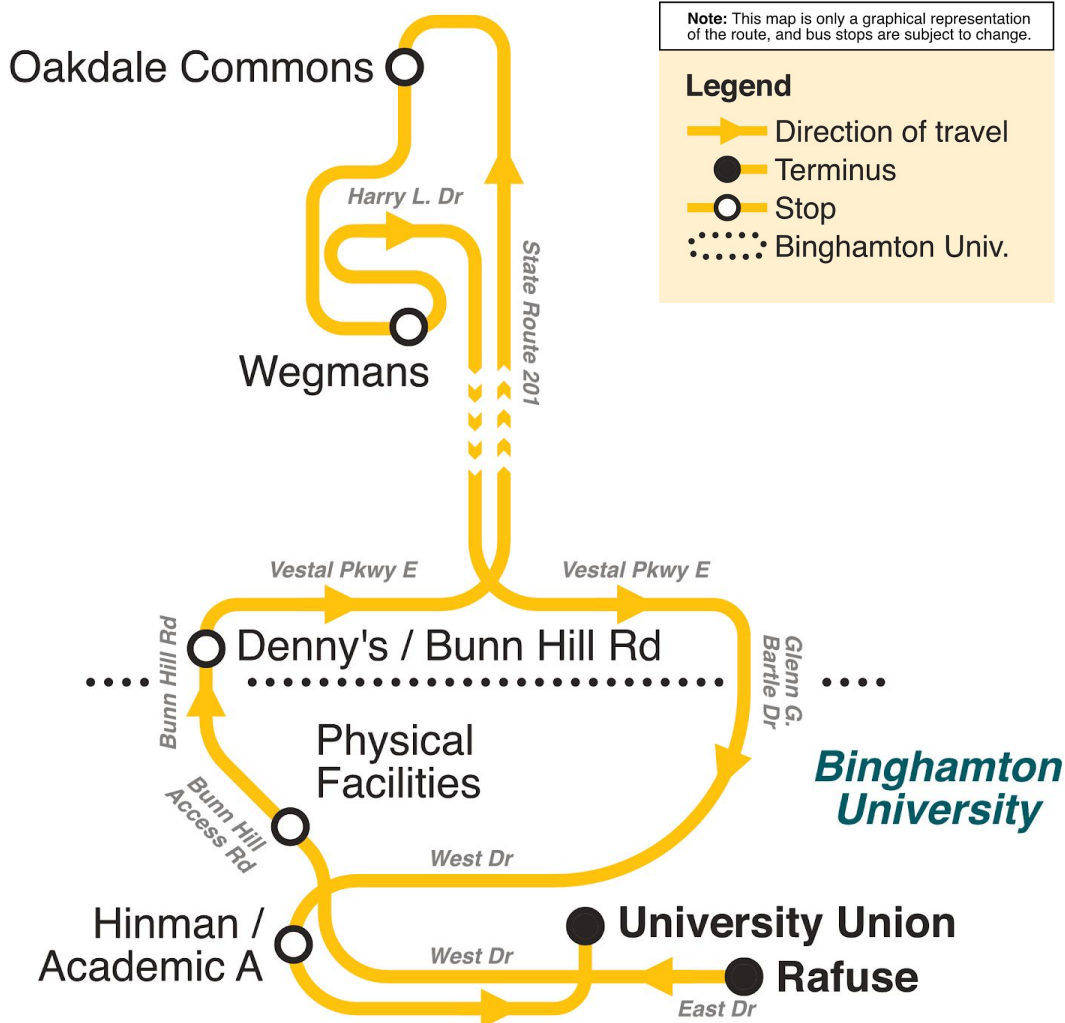 Note: This map is only a graphical representation
of the route, and bus stops are subject to change.
Legend
Direction of travel
Terminus
Stop
Binghamton Univ.
Oakdale Commons
Harry L. Dr
State Route 201
Wegmans
Vestal Pkwy E
Vestal Pkwy E
Bunn Hill Rd
Denny's / Bunn Hill Rd
Glenn G.
Bartle Dr
Physical
Facilities
Binghamton
University
Bunn Hill
Access Rd
West Dr
Hinman /
Academic A
University Union
West Dr
Rafuse
East Dr